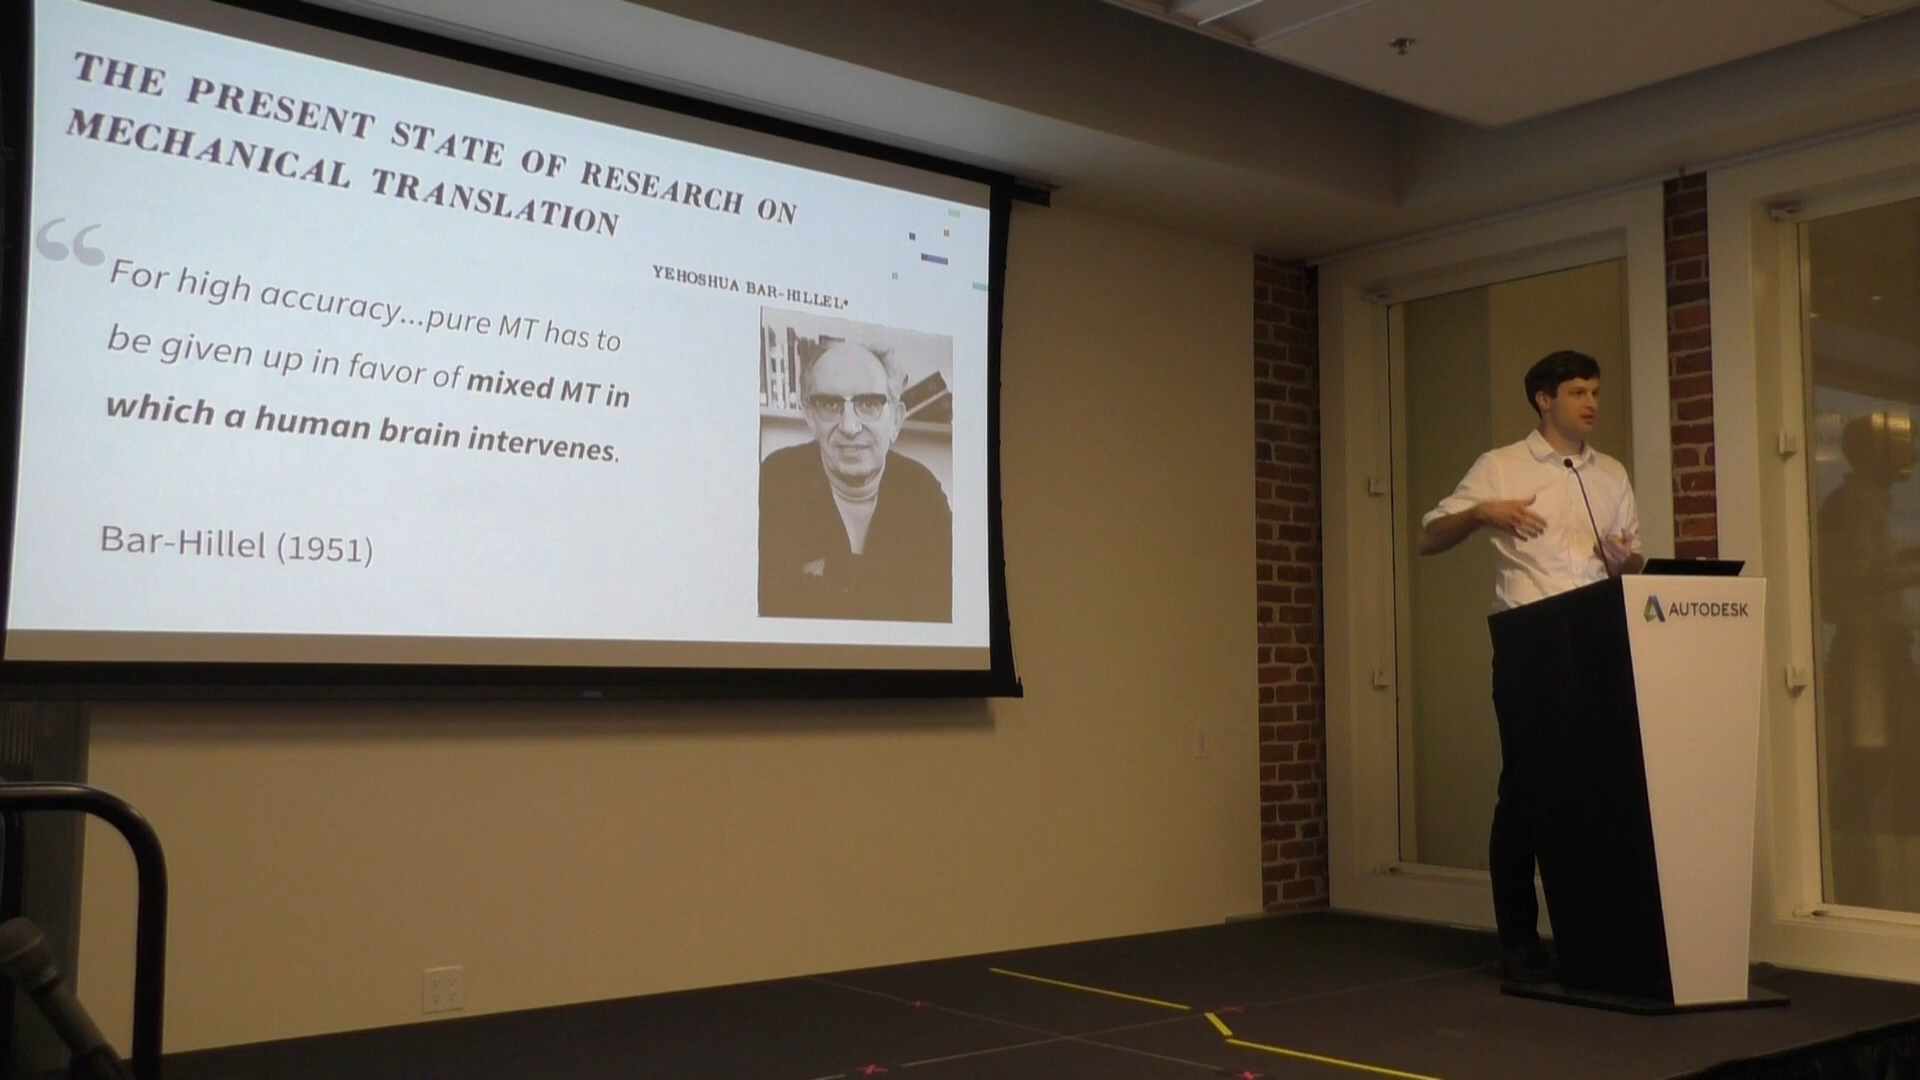 THE PRESENT STATE OF RESEARCH ON
MECHANICAL TRANSLATION
YEHOSHUA BAR-HILLEL*
“For high accuracy...pure MT has to
be given up in favor of mixed MT in
which a human brain intervenes.
Bar-Hillel (1951)
AUTODESK